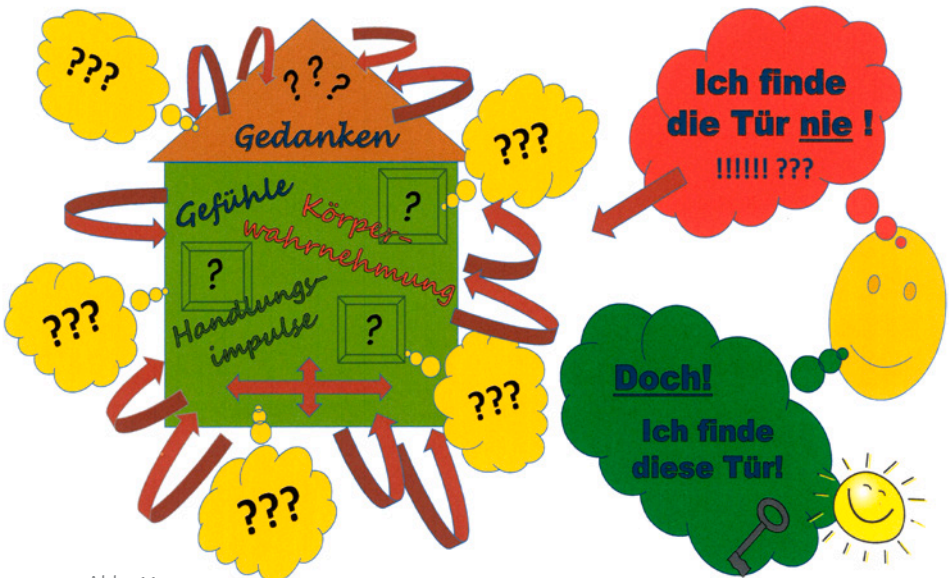 ???
? ? ?
Gedanken
???
Gefühle
Körper-
wahrnehmung
?
?
Handlungs-
impulse
?
???
???
???
Ich finde
die Tür nie !
!!!!!! ???
Doch!
Ich finde
diese Tür!